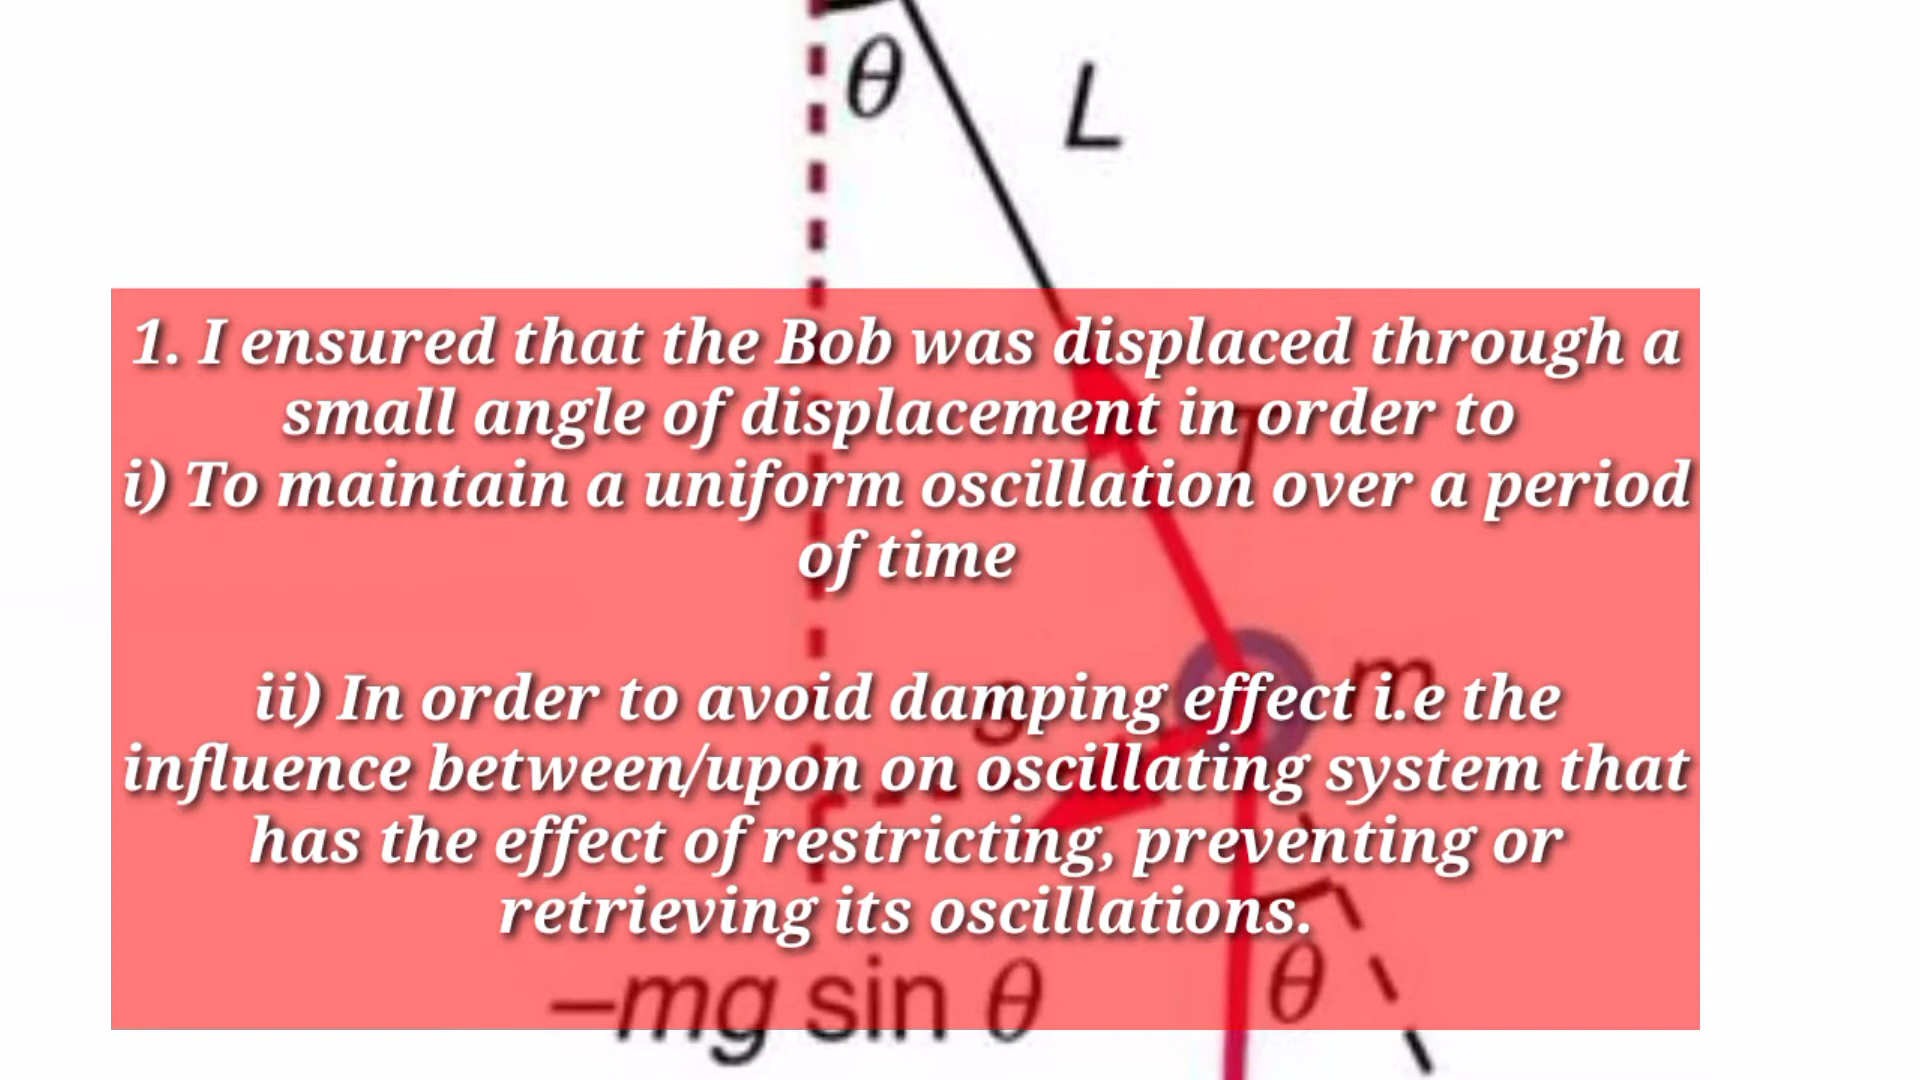 θ
L
1. I ensured that the Bob was displaced through a
small angle of displacement in order to
T
i) To maintain a uniform oscillation over a period
of time
ii) In order to avoid damping effect i.e the
s
m
influence between/upon on oscillating system that
has the effect of restricting, preventing or
retrieving its oscillations.
–mg sin θ
θ